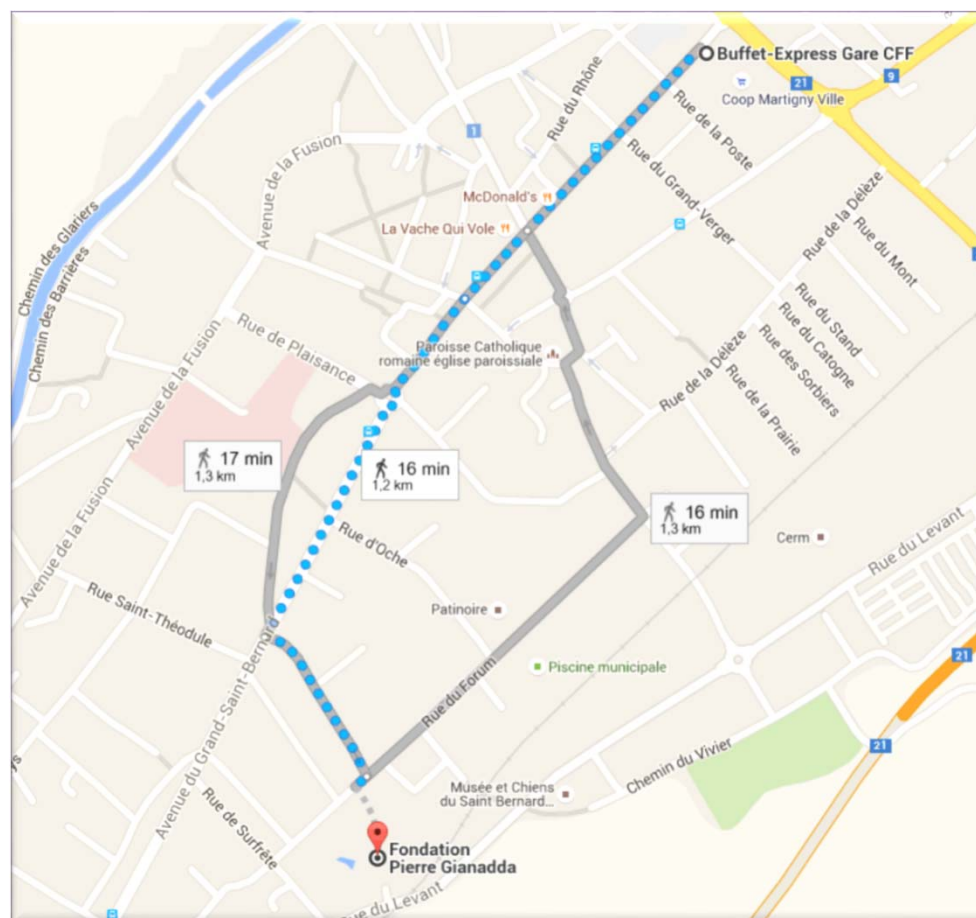 Buffet-Express Gare CFF
21
9
Coop Martigny Ville
Rue du Rhône
1
Rue de la Poste
Avenue de la Fusion
Rue du Grand-Verger
McDonald's
La Vache Qui Vole
Rue de la Délèze
Rue du Mont
Chemin des Glariers
Chemin des Barrières
Rue de Plaisance
Paroisse Catholique
romaine église paroissiale
Rue du Stand
Rue du Catogne
Rue des Sorbiers
Rue de la Prairie
Rue de la Délèze
Avenue de la Fusion
17 min
1,3 km
16 min
1,2 km
16 min
1,3 km
Avenue de la Fusion
Rue d'Oche
Cerm
Rue du Levant
Rue Saint-Théodule
Patinoire
Piscine municipale
21
Rue du Forum
21
Avenue du Grand-Saint-Bernard
Chemin du Vivier
Musée et Chiens
du Saint Bernard...
Rue de Surfrête
Fondation
Pierre Gianadda
Rue du Levant